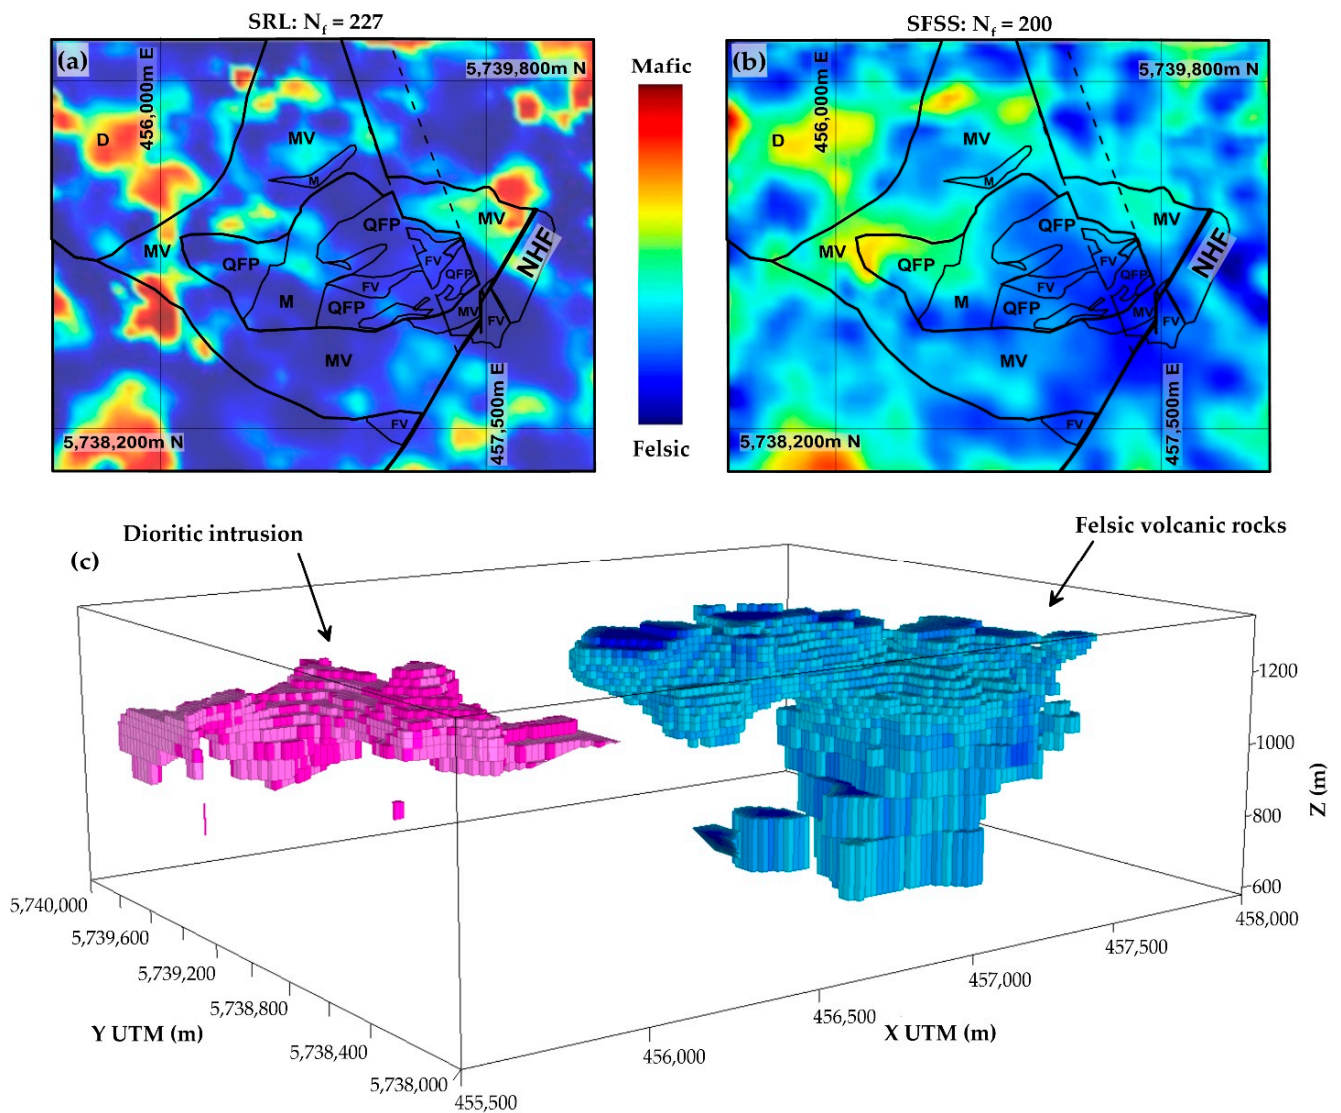 SRL: Nf = 227
SFSS: Nf = 200
(a)
456,000m E
5,739,800m N
D
MV
M
QFP
MV
MV
QFP
FV
QFP
NHF
M
FV
QFP
MV
FV
MV
457,500m E
FV
5,738,200m N
Mafic
Felsic
(b)
456,000m E
5,739,800m N
D
MV
M
QFP
MV
MV
QFP
FV
QFP
NHF
M
FV
QFP
MV
FV
MV
457,500m E
FV
5,738,200m N
(c)
Dioritic intrusion
Felsic volcanic rocks
1200
1000
800
600
Z (m)
5,740,000
5,739,600
5,739,200
5,738,800
5,738,400
5,738,000
Y UTM (m)
455,500
456,000
456,500
457,000
457,500
458,000
X UTM (m)